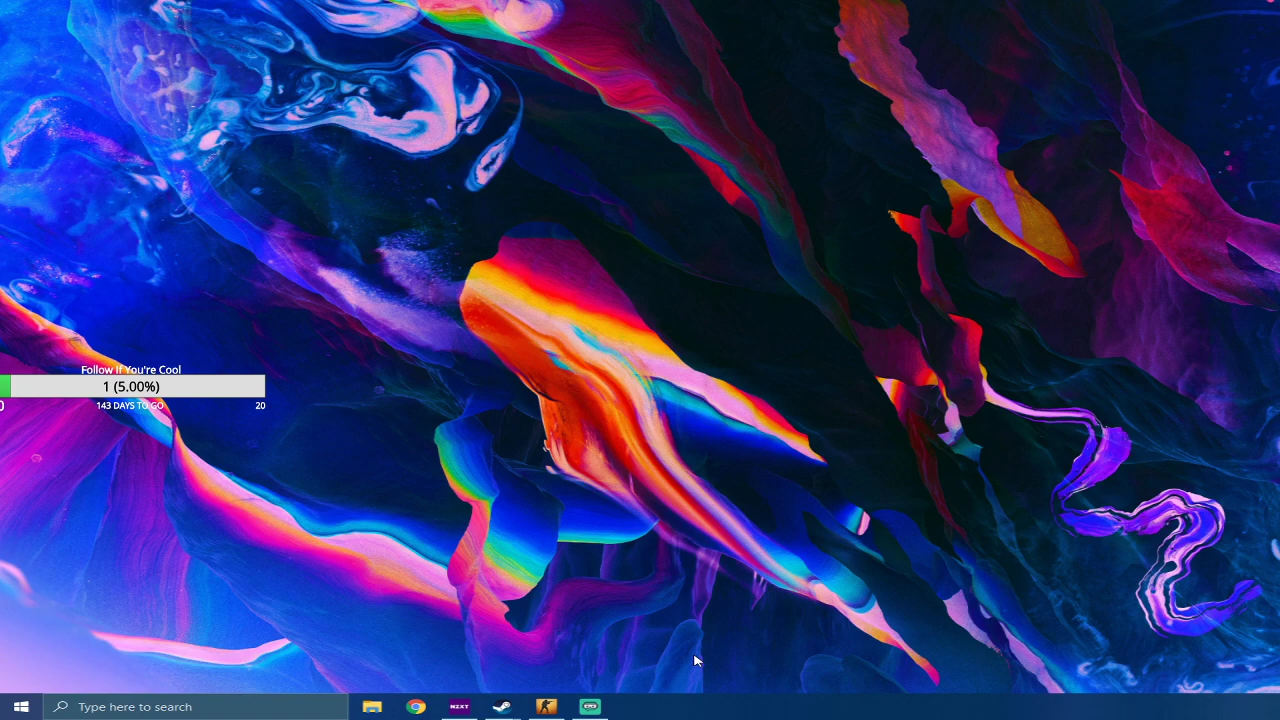 Follow If You're Cool
1 (5.00%)
0 143 DAYS TO GO 20
Type here to search
NZXT